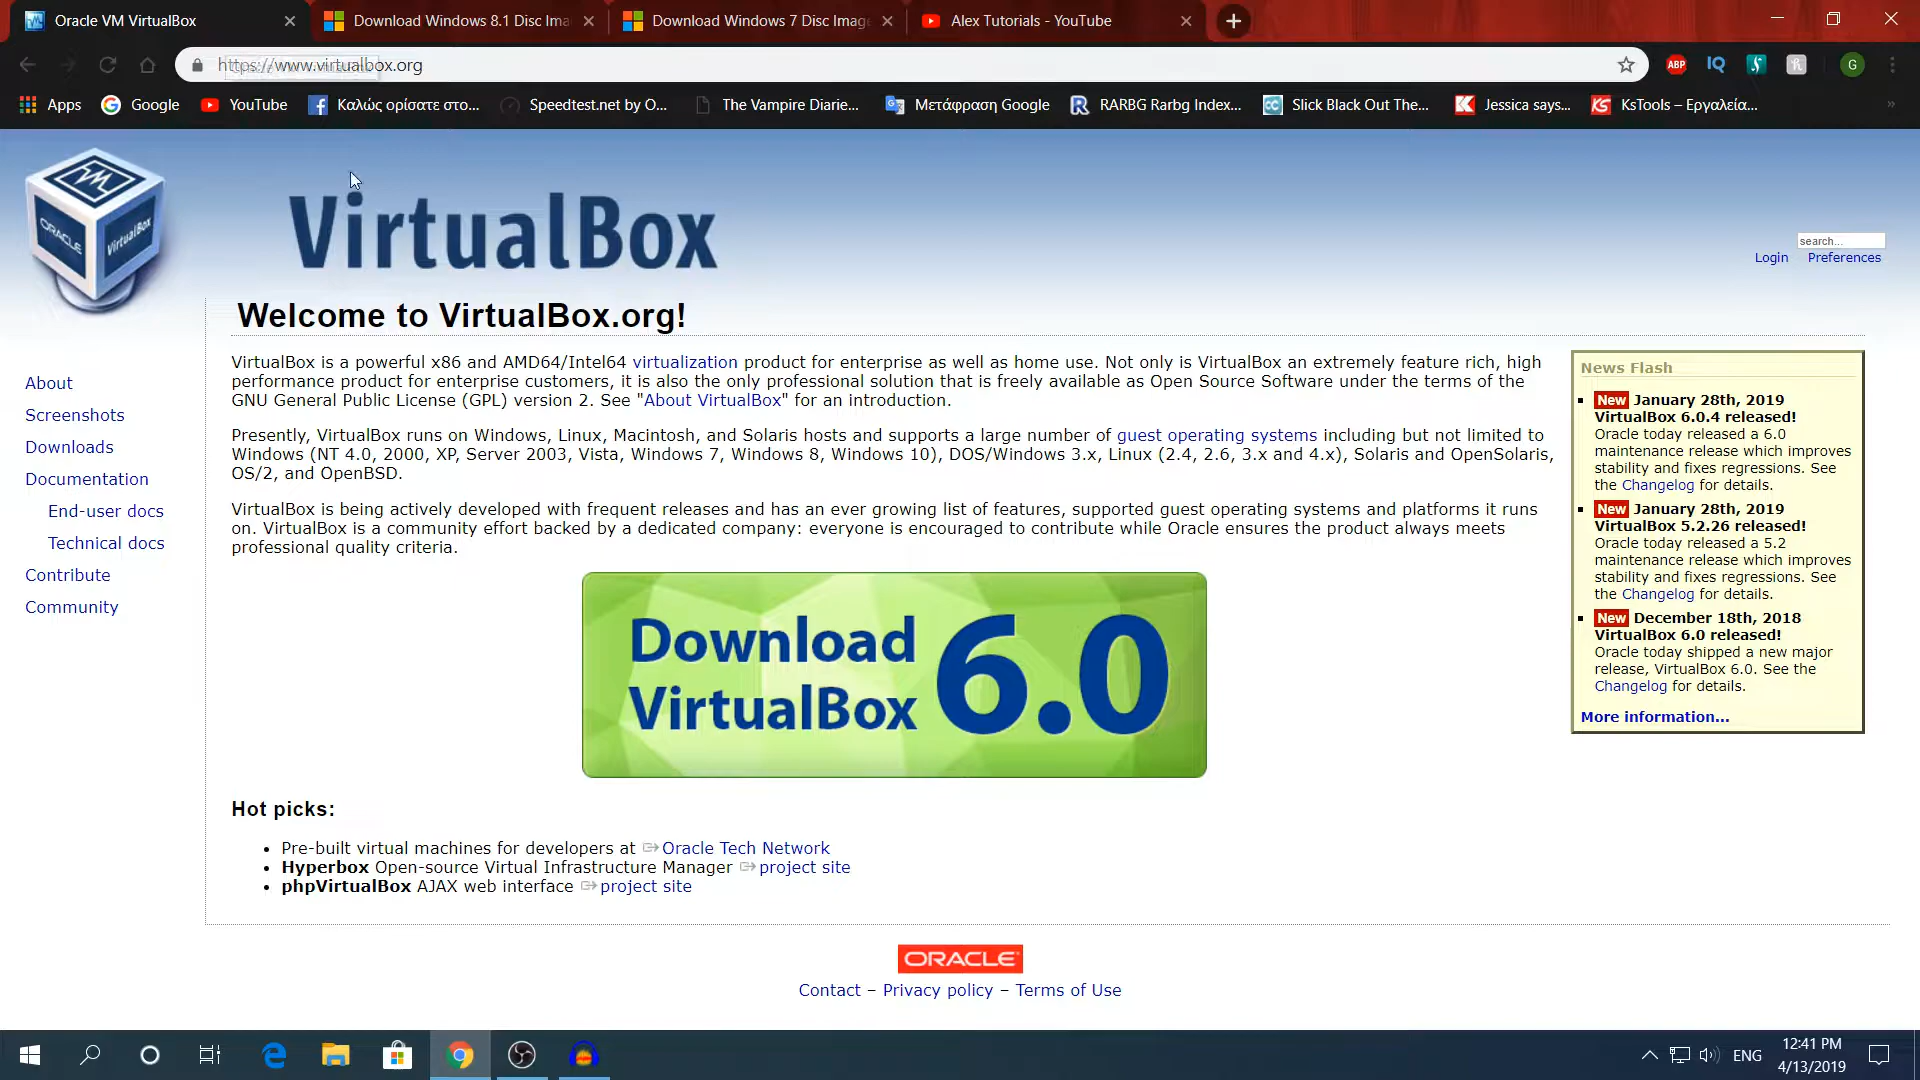 Oracle VM VirtualBox
Download Windows 8.1 Disc Ima
Download Windows 7 Disc Imag
Alex Tutorials - YouTube
https://www.virtualbox.org
ABP
IQ
G
Apps
Google
YouTube
Καλώς ορίσατε στο...
Speedtest.net by O...
The Vampire Diarie...
Μετάφραση Google
RARBG Rarbg Index...
Slick Black Out The...
Jessica says...
KsTools – Εργαλεία...
ORACLE
VirtualBox
VirtualBox
search...
Login
Preferences
Welcome to VirtualBox.org!
About
Screenshots
Downloads
Documentation
End-user docs
Technical docs
Contribute
Community
VirtualBox is a powerful x86 and AMD64/Intel64 virtualization product for enterprise as well as home use. Not only is VirtualBox an extremely feature rich, high
performance product for enterprise customers, it is also the only professional solution that is freely available as Open Source Software under the terms of the
GNU General Public License (GPL) version 2. See "About VirtualBox" for an introduction.
Presently, VirtualBox runs on Windows, Linux, Macintosh, and Solaris hosts and supports a large number of guest operating systems including but not limited to
Windows (NT 4.0, 2000, XP, Server 2003, Vista, Windows 7, Windows 8, Windows 10), DOS/Windows 3.x, Linux (2.4, 2.6, 3.x and 4.x), Solaris and OpenSolaris,
OS/2, and OpenBSD.
VirtualBox is being actively developed with frequent releases and has an ever growing list of features, supported guest operating systems and platforms it runs
on. VirtualBox is a community effort backed by a dedicated company: everyone is encouraged to contribute while Oracle ensures the product always meets
professional quality criteria.
Download
VirtualBox
6.0
News Flash
New January 28th, 2019
VirtualBox 6.0.4 released!
Oracle today released a 6.0
maintenance release which improves
stability and fixes regressions. See
the Changelog for details.
New January 28th, 2019
VirtualBox 5.2.26 released!
Oracle today released a 5.2
maintenance release which improves
stability and fixes regressions. See
the Changelog for details.
New December 18th, 2018
VirtualBox 6.0 released!
Oracle today shipped a new major
release, VirtualBox 6.0. See the
Changelog for details.
More information...
Hot picks:
Pre-built virtual machines for developers at Oracle Tech Network
Hyperbox Open-source Virtual Infrastructure Manager project site
phpVirtualBox AJAX web interface project site
ORACLE
Contact – Privacy policy – Terms of Use
ENG
12:41 PM
4/13/2019